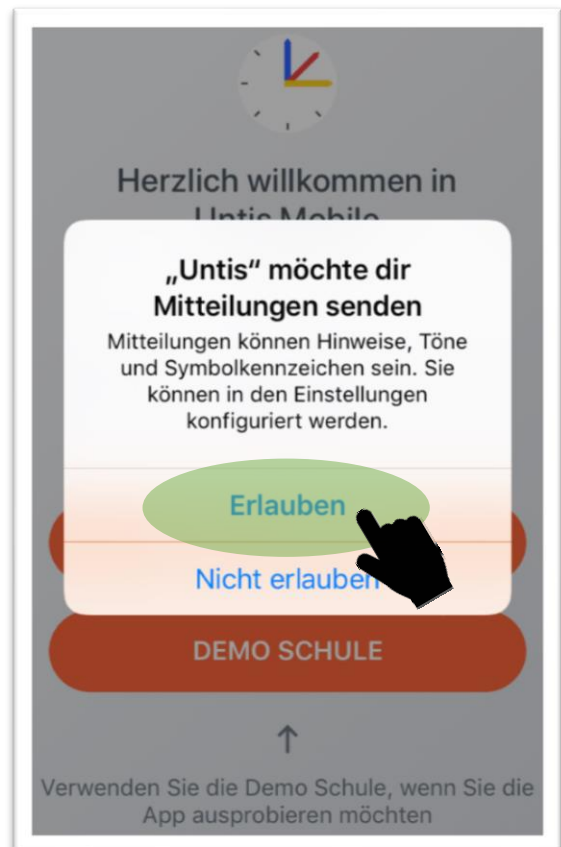 Herzlich willkommen in
Untis Mobile
„Untis“ möchte dir
Mitteilungen senden
Mitteilungen können Hinweise, Töne
und Symbolkennzeichen sein. Sie
können in den Einstellungen
konfiguriert werden.
Erlauben
Nicht erlauben
DEMO SCHULE
↑
Verwenden Sie die Demo Schule, wenn Sie die
App ausprobieren möchten